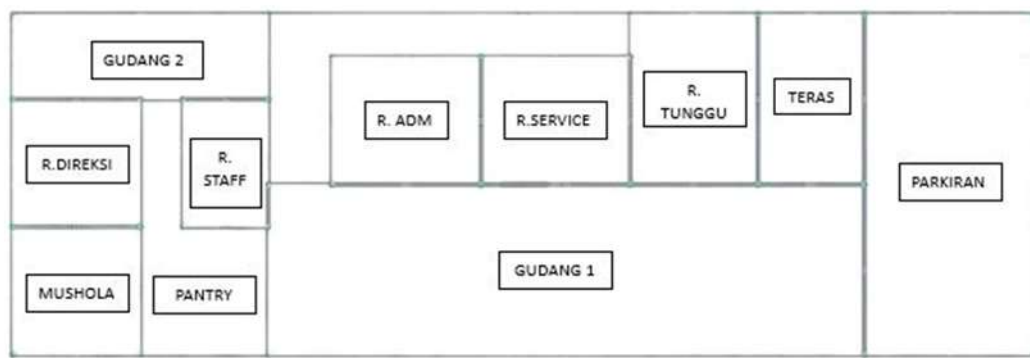 GUDANG 2
R. ADM
R.SERVICE
R.
TUNGGU
TERAS
R.DIREKSI
R.
STAFF
PARKIRAN
MUSHOLA
PANTRY
GUDANG 1